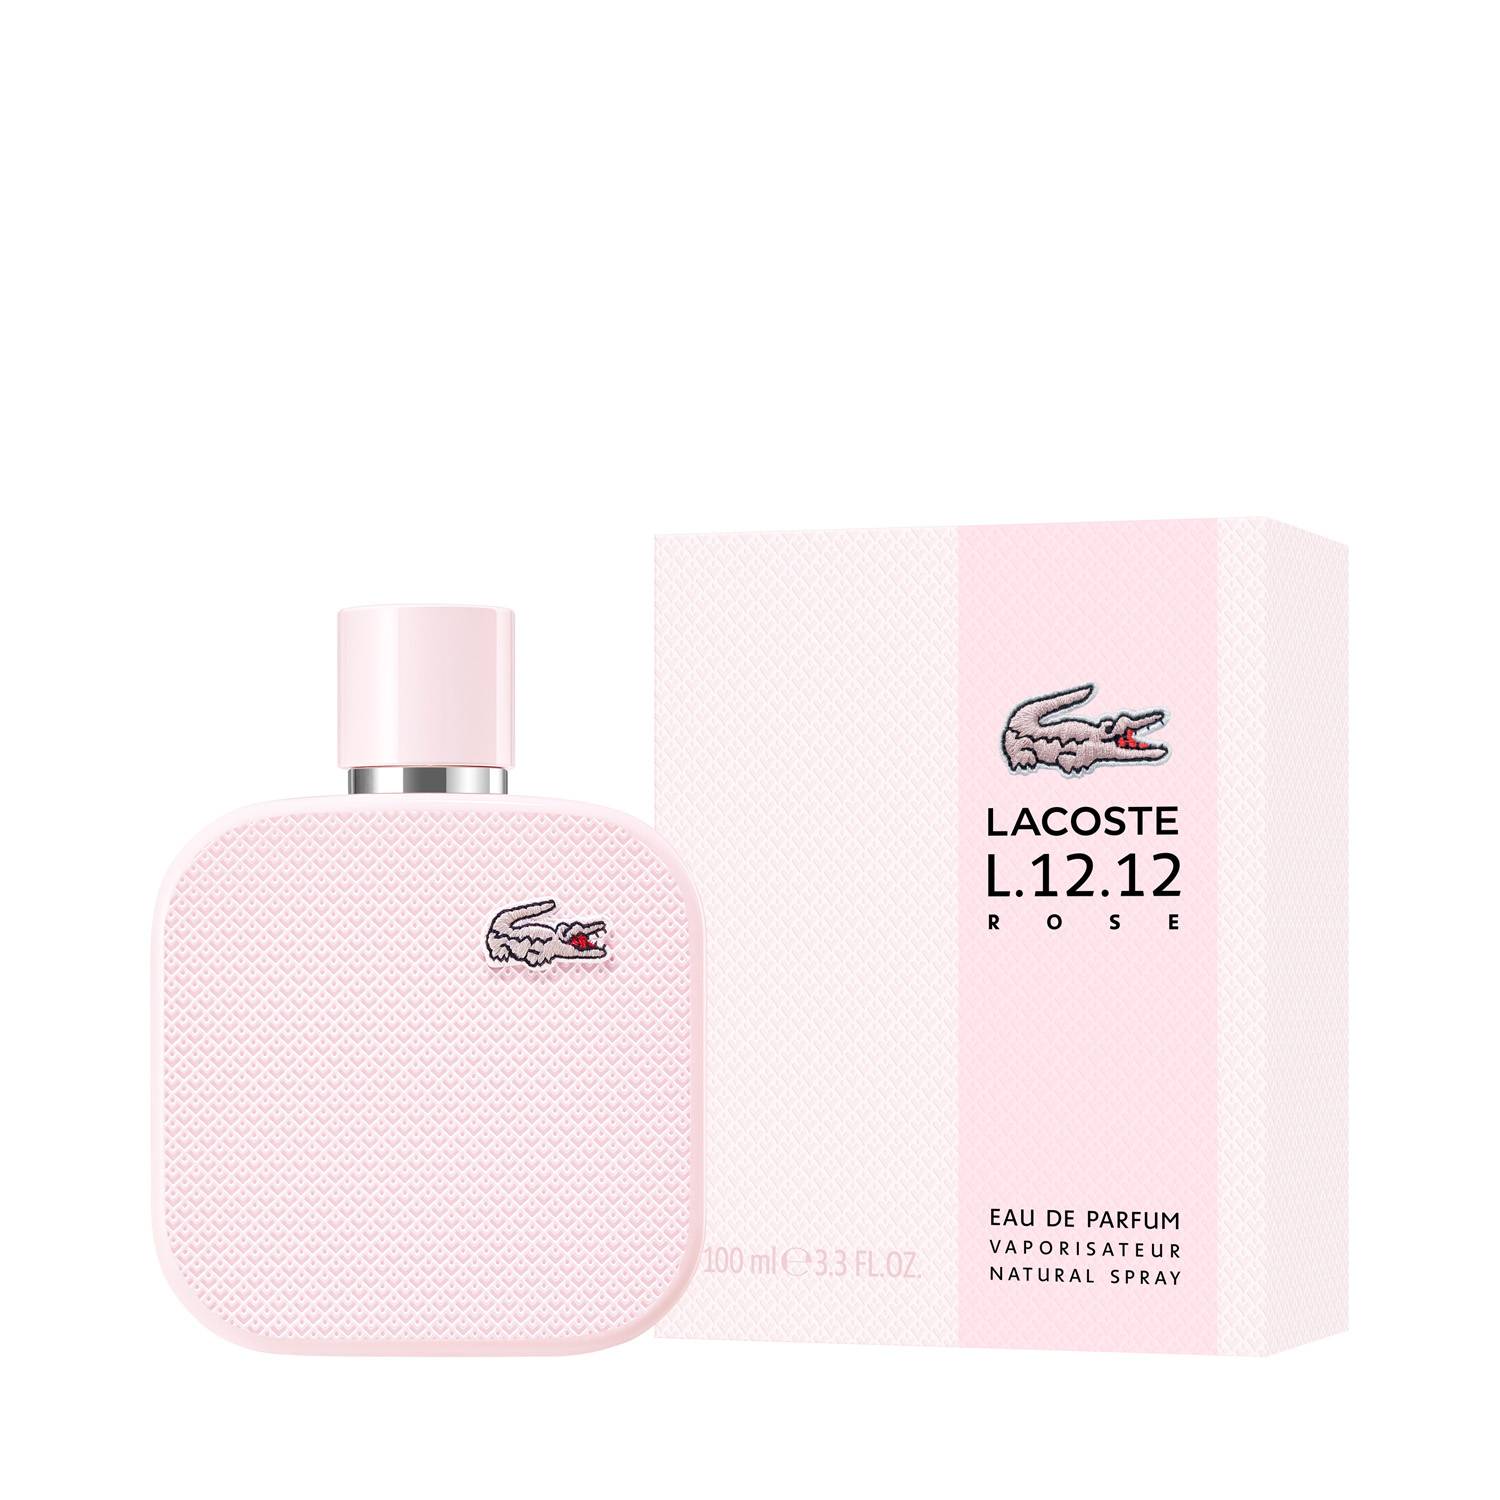 LACOSTE
L.12.12
ROSE
EAU DE PARFUM
VAPORISATEUR
NATURAL SPRAY
100 ml ℮ 3.3 FL.OZ.